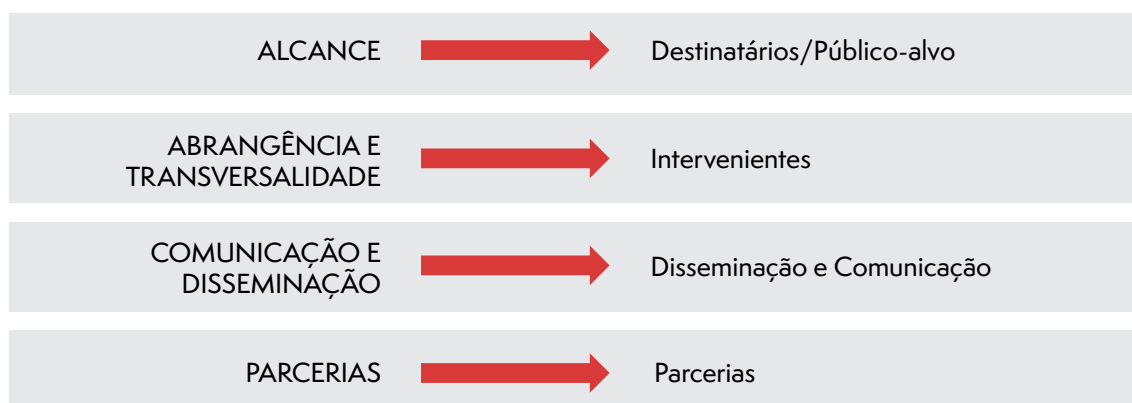 ALCANCE
Destinatários/Público-alvo
ABRANGÊNCIA E
TRANSVERSALIDADE
Intervenientes
COMUNICAÇÃO E
DISSEMINAÇÃO
Disseminação e Comunicação
PARCERIAS
Parcerias